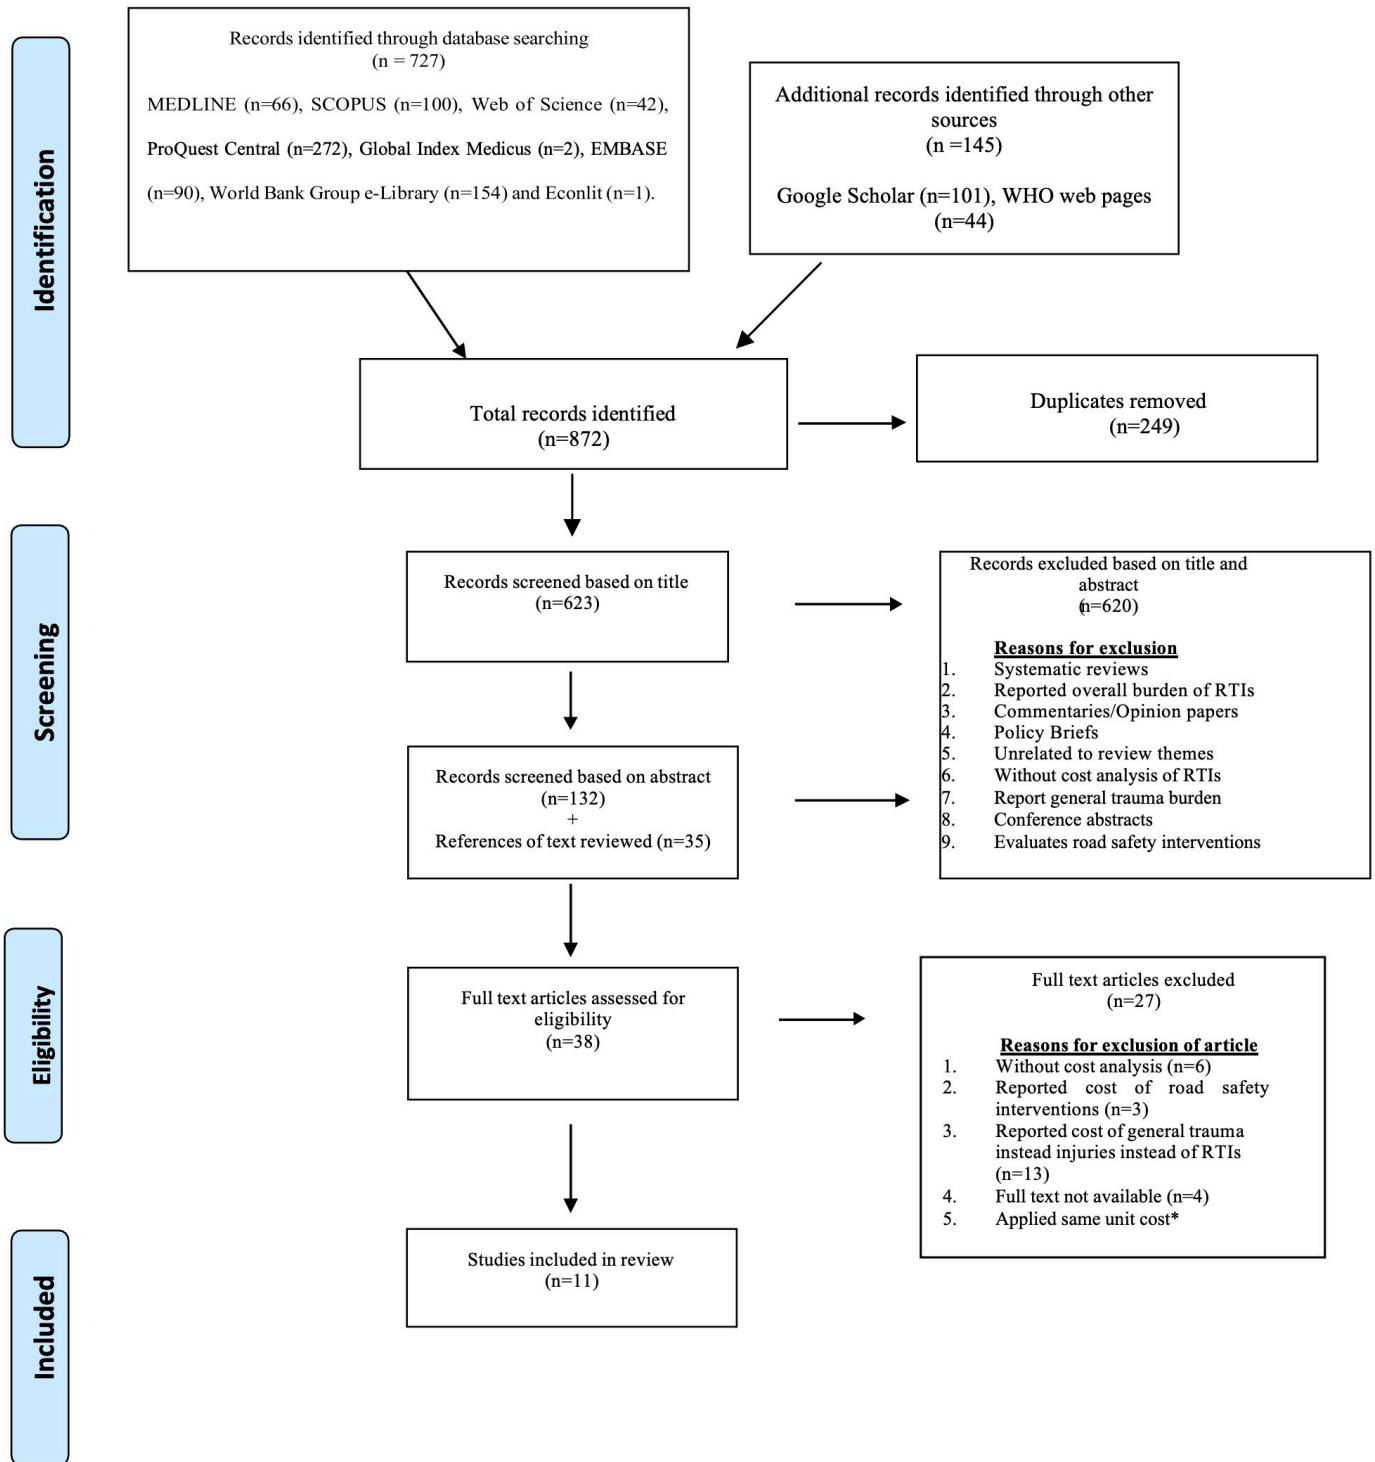 Identification
Records identified through database searching
(n = 727)
MEDLINE (n=66), SCOPUS (n=100), Web of Science (n=42),
ProQuest Central (n=272), Global Index Medicus (n=2), EMBASE
(n=90), World Bank Group e-Library (n=154) and Econlit (n=1).
Additional records identified through other
sources
(n =145)
Google Scholar (n=101), WHO web pages
(n=44)
Total records identified
(n=872)
Duplicates removed
(n=249)
Screening
Records screened based on title
(n=623)
Records excluded based on title and
abstract
(n=620)
Reasons for exclusion
1. Systematic reviews
2. Reported overall burden of RTIs
3. Commentaries/Opinion papers
4. Policy Briefs
5. Unrelated to review themes
6. Without cost analysis of RTIs
7. Report general trauma burden
8. Conference abstracts
9. Evaluates road safety interventions
Records screened based on abstract
(n=132)
+
References of text reviewed (n=35)
Eligibility
Full text articles assessed for
eligibility
(n=38)
Full text articles excluded
(n=27)
Reasons for exclusion of article
1. Without cost analysis (n=6)
2. Reported cost of road safety
interventions (n=3)
3. Reported cost of general trauma
instead injuries instead of RTIs
(n=13)
4. Full text not available (n=4)
5. Applied same unit cost*
Included
Studies included in review
(n=11)